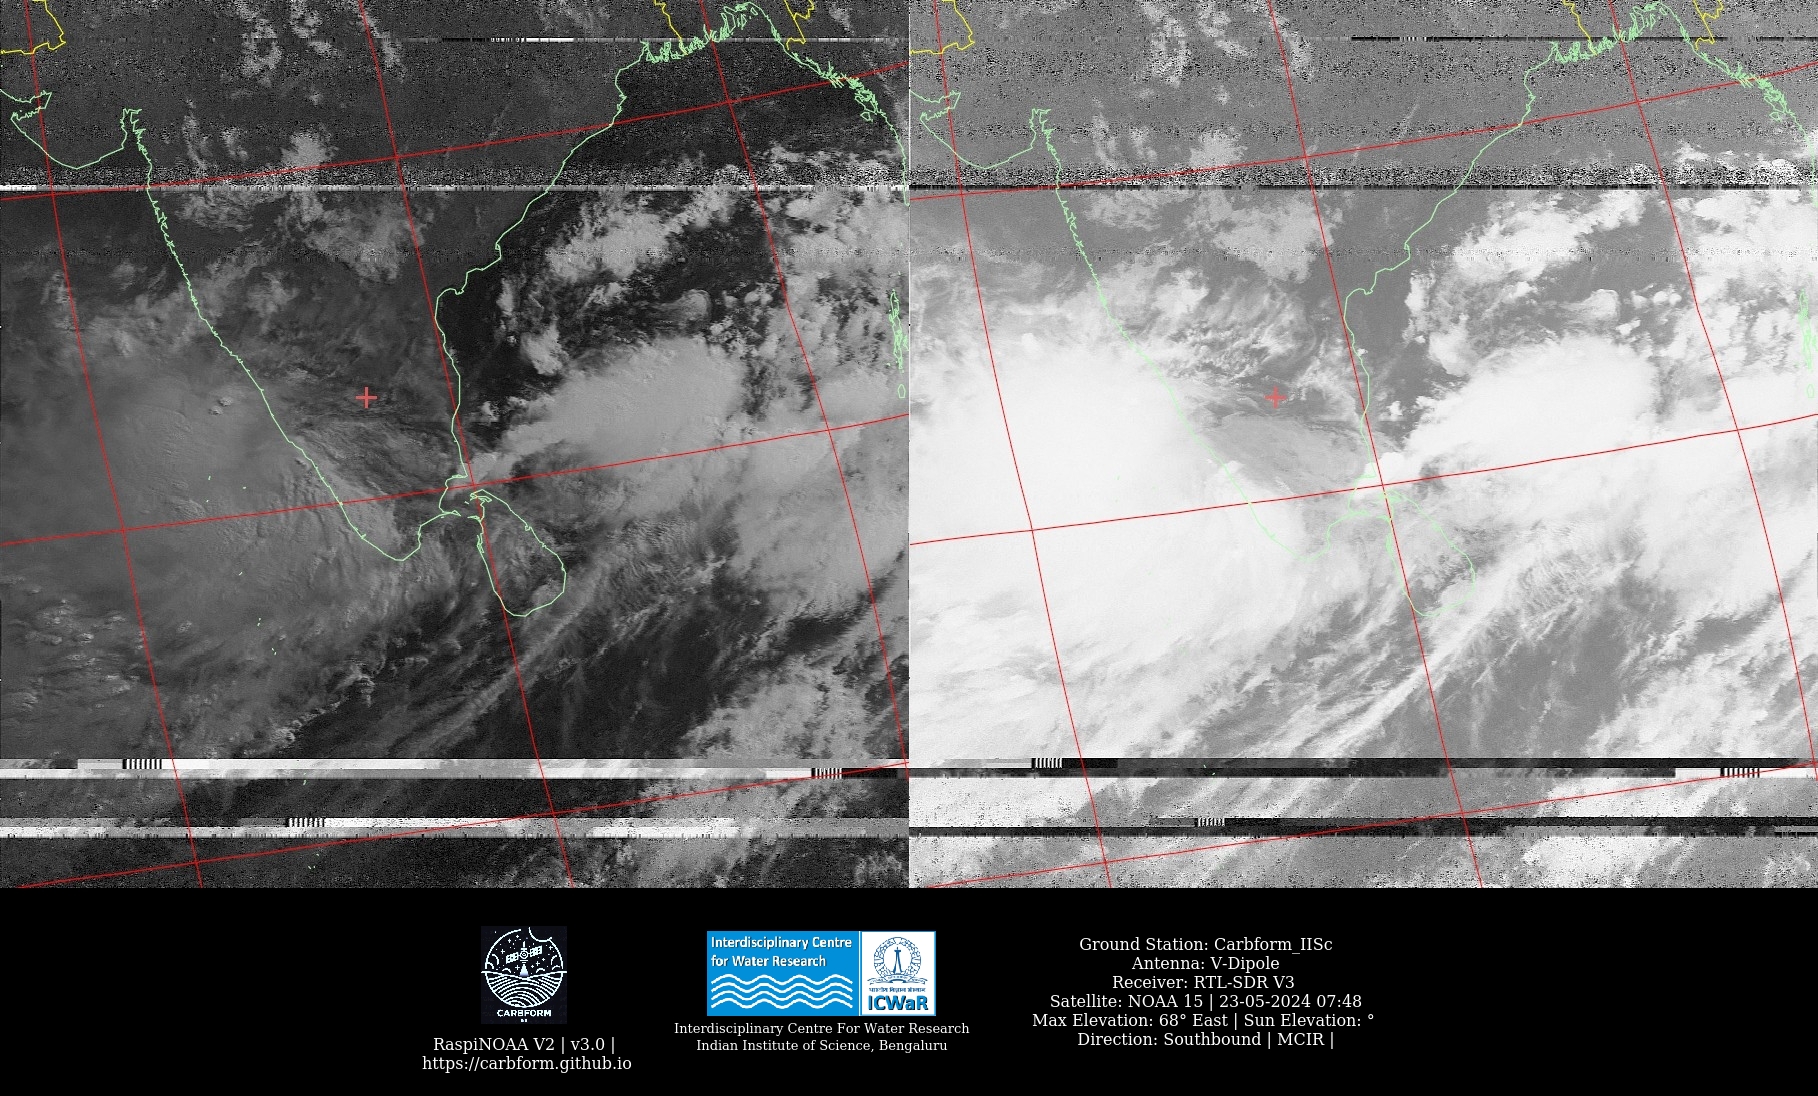 CARBFORM
RaspiNOAA V2 | v3.0 |
https://carbform.github.io
Interdisciplinary Centre
for Water Research
ICWaR
Interdisciplinary Centre For Water Research
Indian Institute of Science, Bengaluru
Ground Station: Carbform_IISc
Antenna: V-Dipole
Receiver: RTL-SDR V3
Satellite: NOAA 15 | 23-05-2024 07:48
Max Elevation: 68° East | Sun Elevation: °
Direction: Southbound | MCIR |